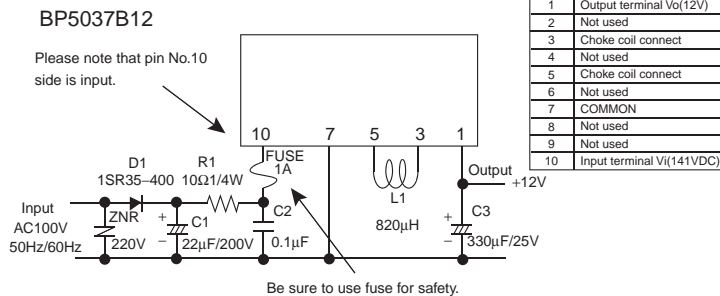 BP5037B12
Please note that pin No.10
side is input.
10 7 5 3 1
FUSE
1A
D1
1SR35–400
R1
10Ω1/4W
L1
820μH
Output
+12V
Input
AC100V
50Hz/60Hz
ZNR
220V
+
–
C1
22μF/200V
C2
0.1μF
+
–
C3
330μF/25V
Be sure to use fuse for safety.
1 Output terminal Vo(12V)
2 Not used
3 Choke coil connect
4 Not used
5 Choke coil connect
6 Not used
7 COMMON
8 Not used
9 Not used
10 Input terminal Vi(141VDC)